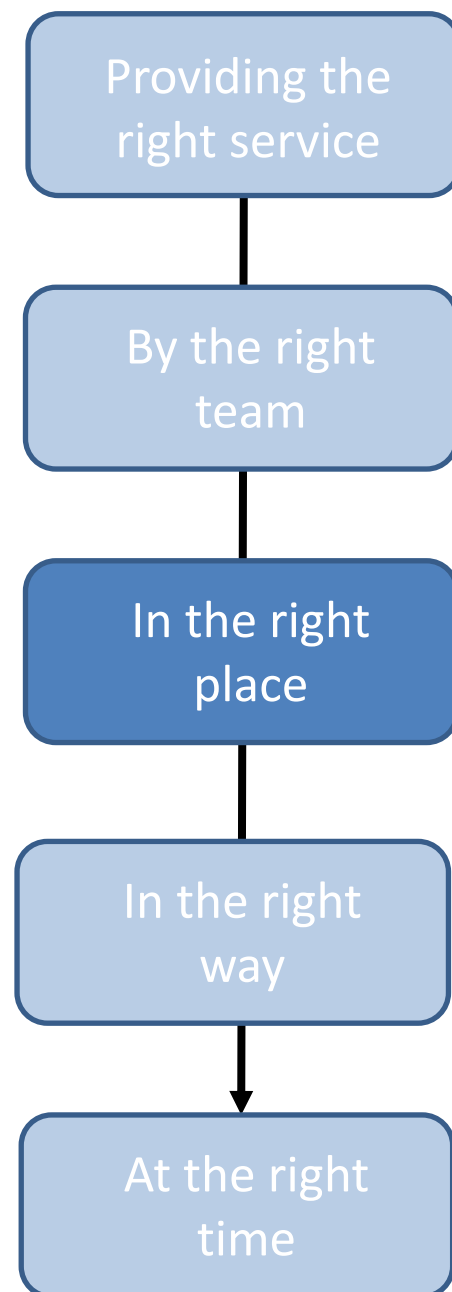 Providing the
right service
By the right
team
In the right
place
In the right
way
At the right
time